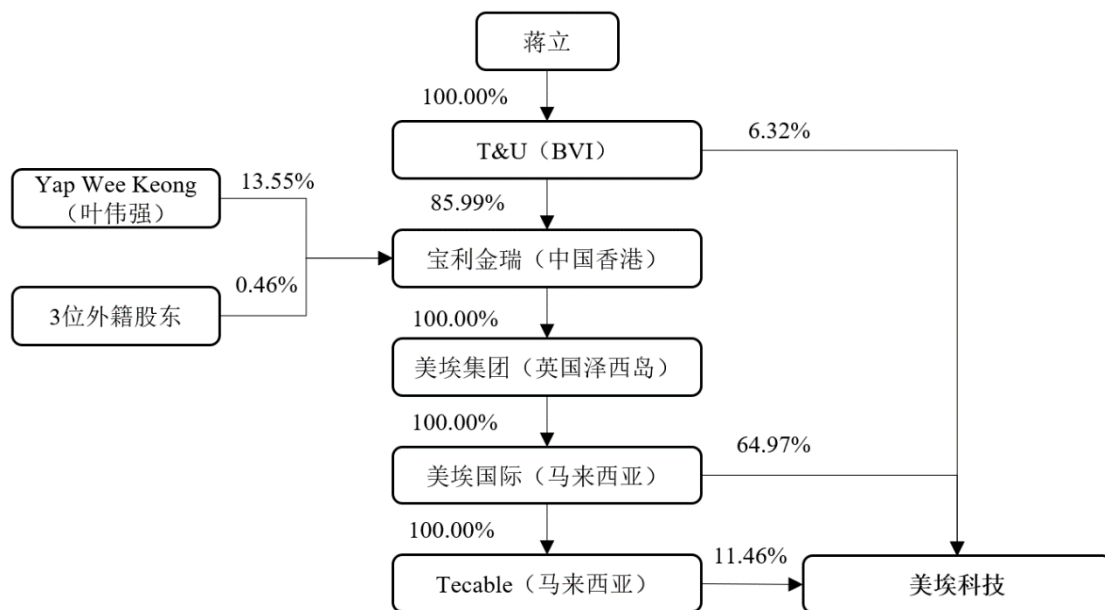 蒋立
100.00%
T&U（BVI）
6.32%
Yap Wee Keong
（叶伟强）
13.55%
85.99%
宝利金瑞（中国香港）
3位外籍股东
0.46%
100.00%
美埃集团（英国泽西岛）
100.00%
美埃国际（马来西亚）
64.97%
100.00%
Tecable（马来西亚）
11.46%
美埃科技